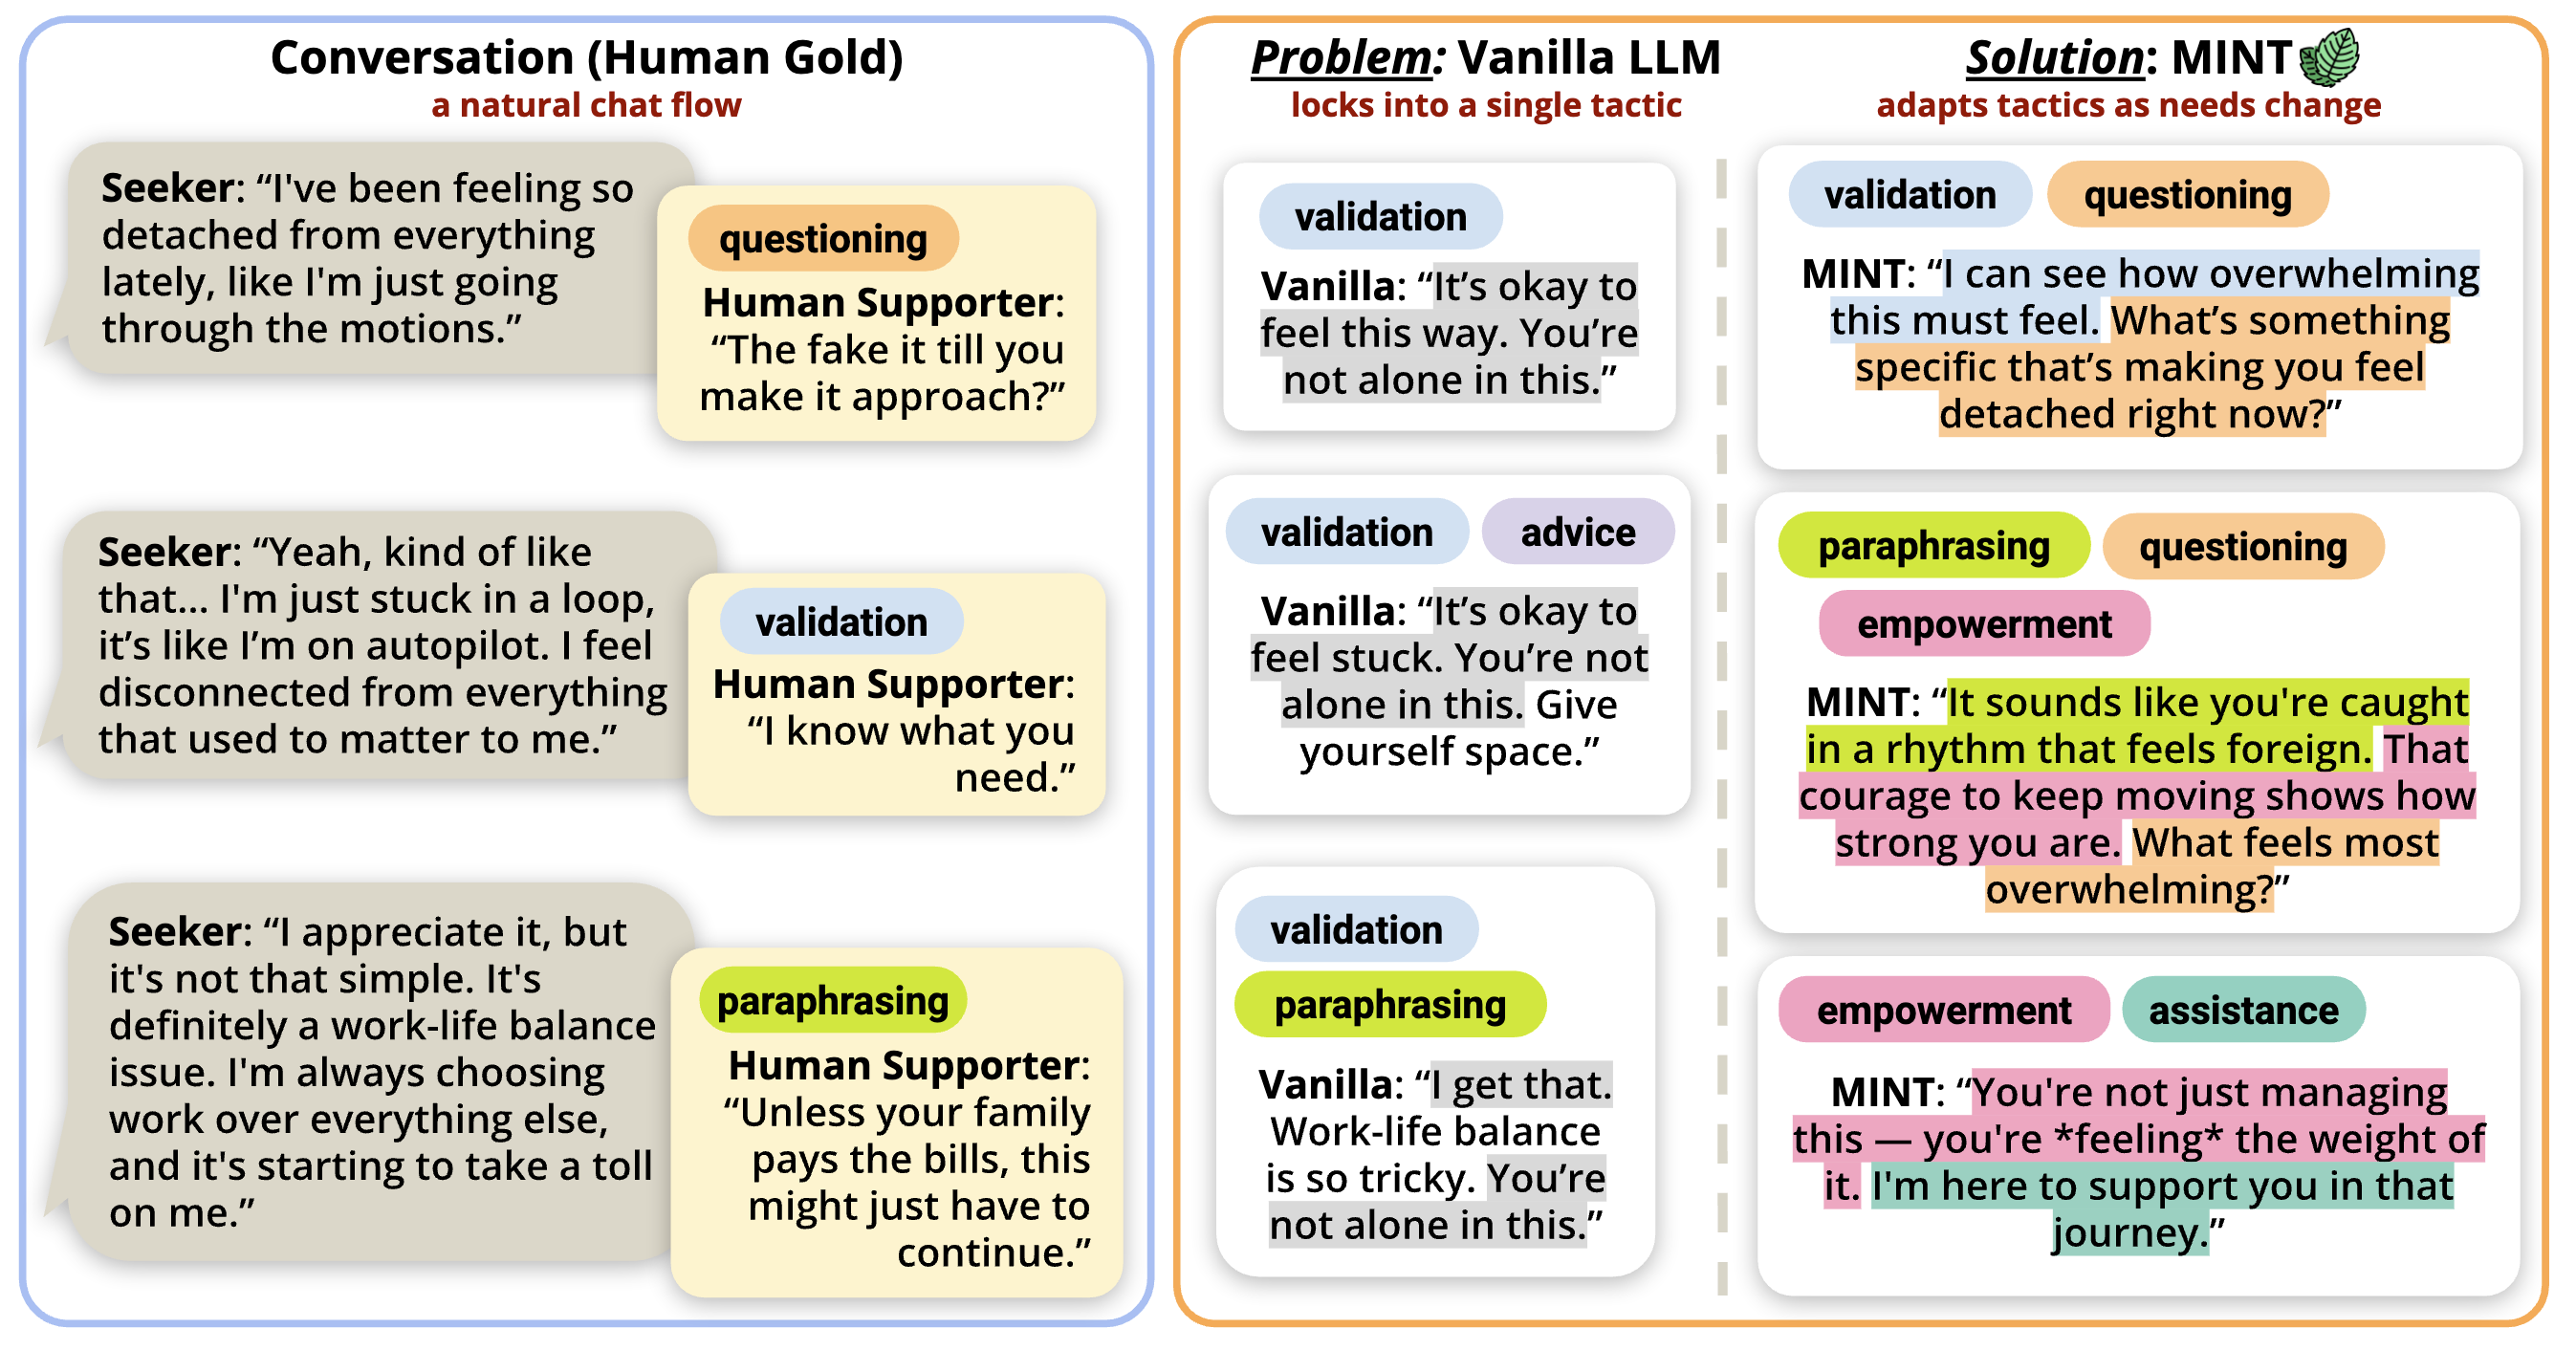 Conversation (Human Gold)
a natural chat flow
Seeker: “I've been feeling so
detached from everything
lately, like I'm just going
through the motions.”
questioning
Human Supporter:
“The fake it till you
make it approach?”
Seeker: “Yeah, kind of like
that... I'm just stuck in a loop,
it’s like I’m on autopilot. I feel
disconnected from everything
that used to matter to me.”
validation
Human Supporter:
“I know what you
need.”
Seeker: “I appreciate it, but
it's not that simple. It's
definitely a work-life balance
issue. I'm always choosing
work over everything else,
and it's starting to take a toll
on me.”
paraphrasing
Human Supporter:
“Unless your family
pays the bills, this
might just have to
continue.”
Problem: Vanilla LLM
locks into a single tactic
validation
Vanilla: “It’s okay to
feel this way. You’re
not alone in this.”
validation advice
Vanilla: “It’s okay to
feel stuck. You’re not
alone in this. Give
yourself space.”
validation
paraphrasing
Vanilla: “I get that.
Work-life balance
is so tricky. You’re
not alone in this.”
Solution: MINT
adapts tactics as needs change
validation questioning
MINT: “I can see how overwhelming
this must feel. What’s something
specific that’s making you feel
detached right now?”
paraphrasing questioning
empowerment
MINT: “It sounds like you're caught
in a rhythm that feels foreign. That
courage to keep moving shows how
strong you are. What feels most
overwhelming?”
empowerment assistance
MINT: “You're not just managing
this — you're *feeling* the weight of
it. I'm here to support you in that
journey.”